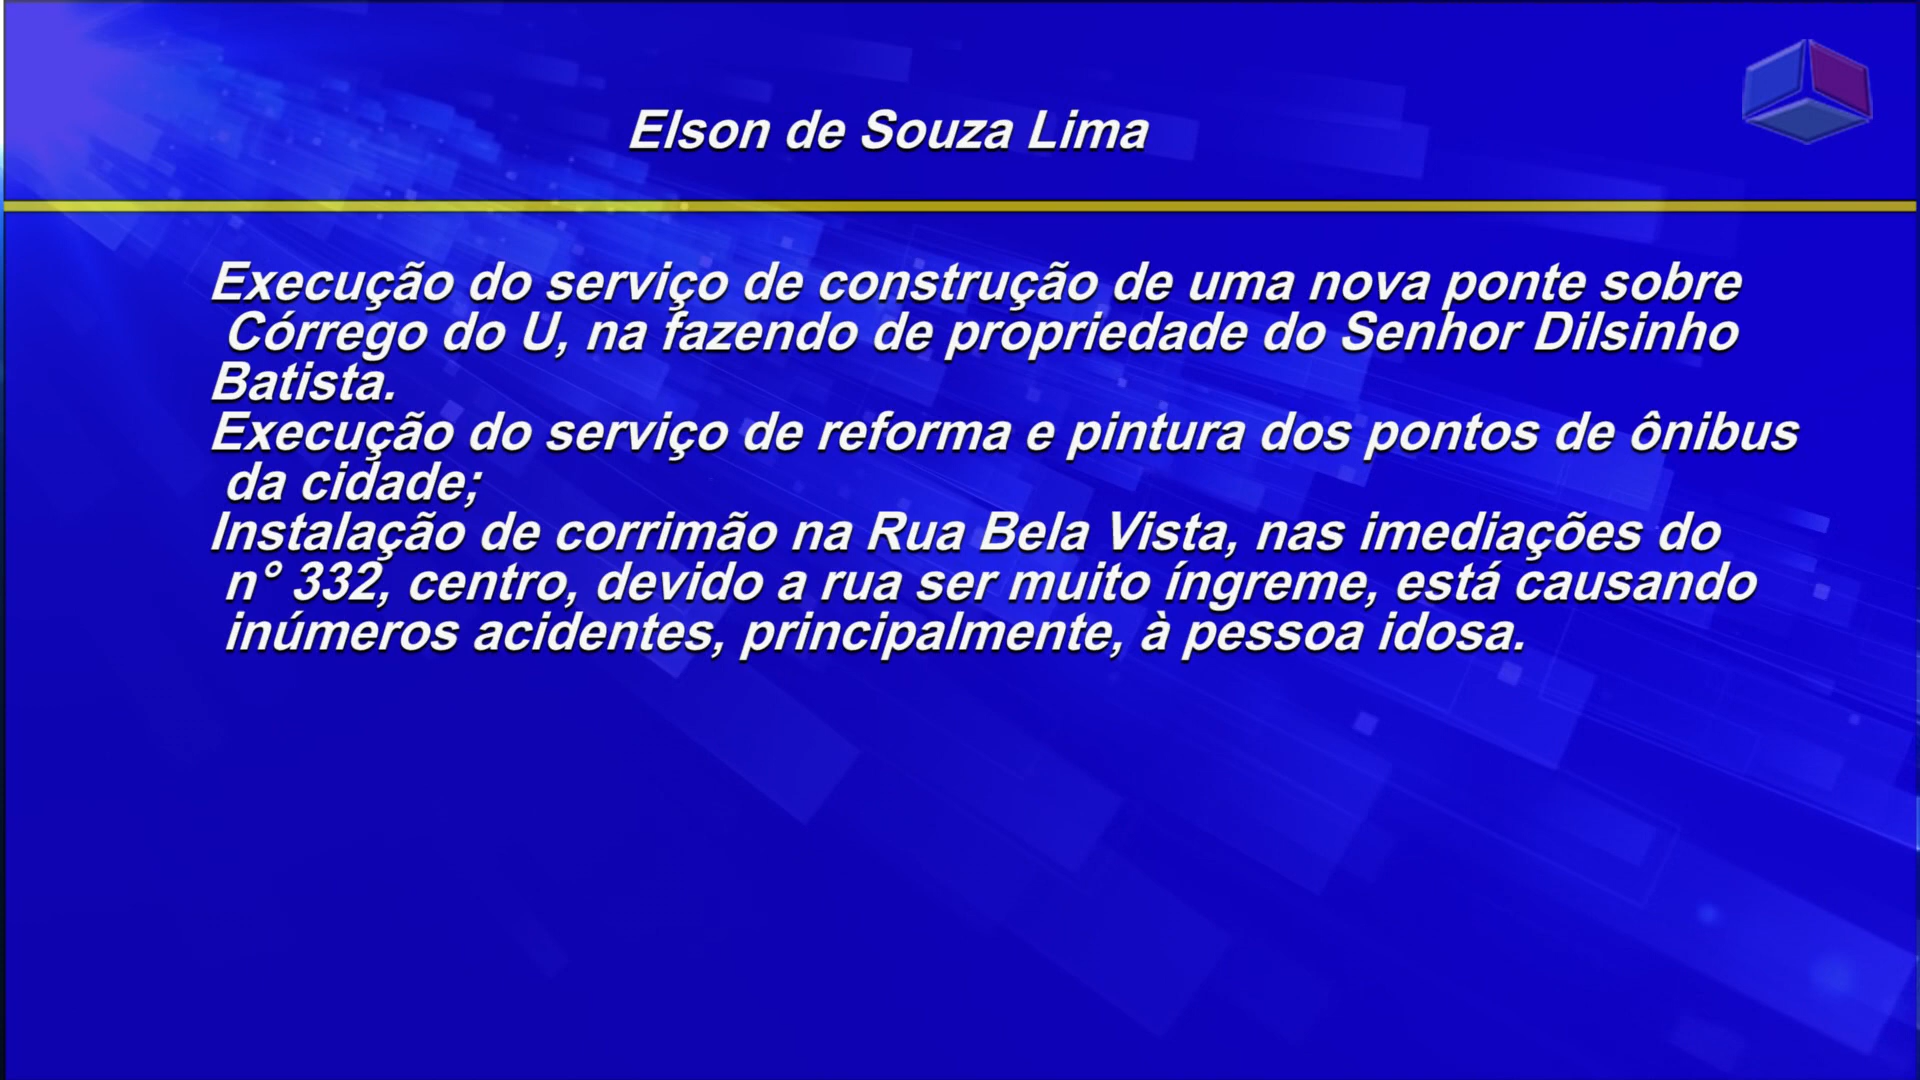 Elson de Souza Lima
Execução do serviço de construção de uma nova ponte sobre
Córrego do U, na fazendo de propriedade do Senhor Dilsinho
Batista.
Execução do serviço de reforma e pintura dos pontos de ônibus
da cidade;
Instalação de corrimão na Rua Bela Vista, nas imediações do
n° 332, centro, devido a rua ser muito íngreme, está causando
inúmeros acidentes, principalmente, à pessoa idosa.